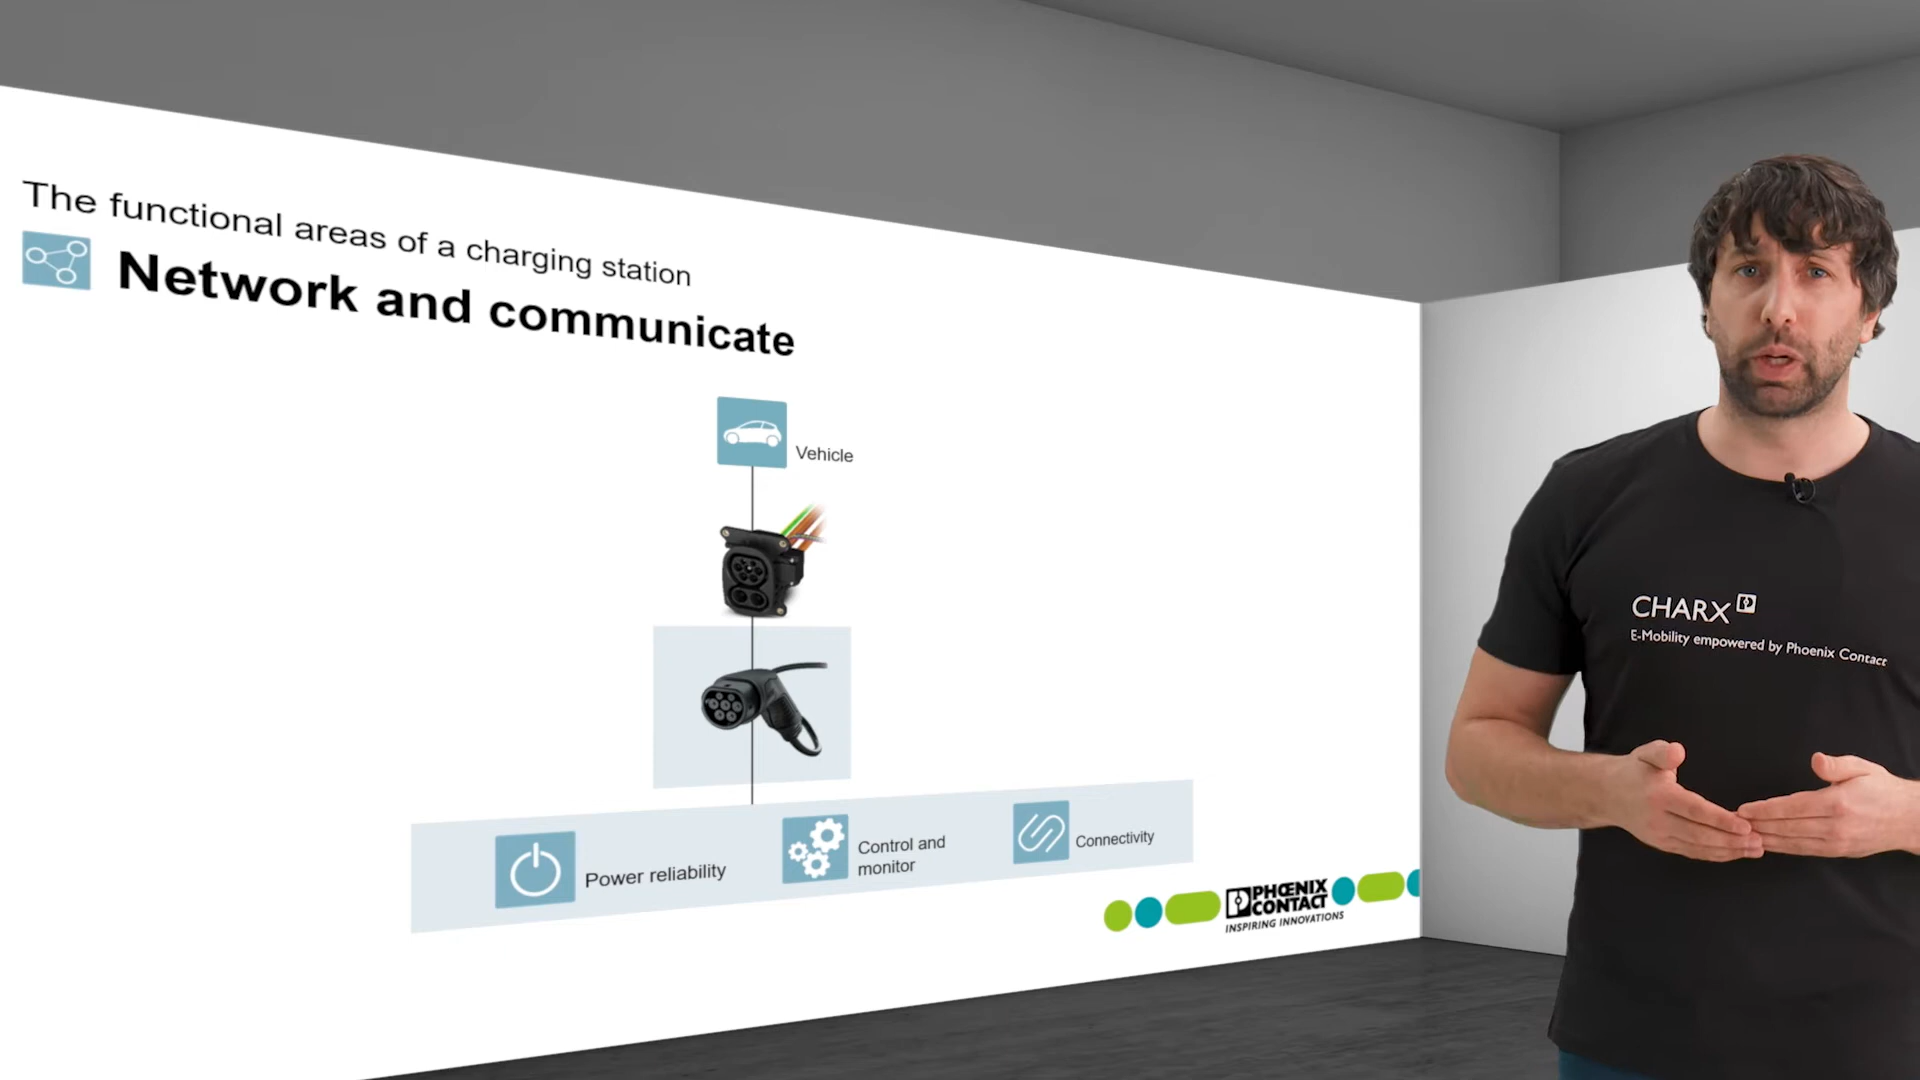 The functional areas of a charging station
Network and communicate
Vehicle
Power reliability
Control and
monitor
Connectivity
PHŒNIX
CONTACT
INSPIRING INNOVATIONS
CHARX
E-Mobility empowered by Phoenix Contact